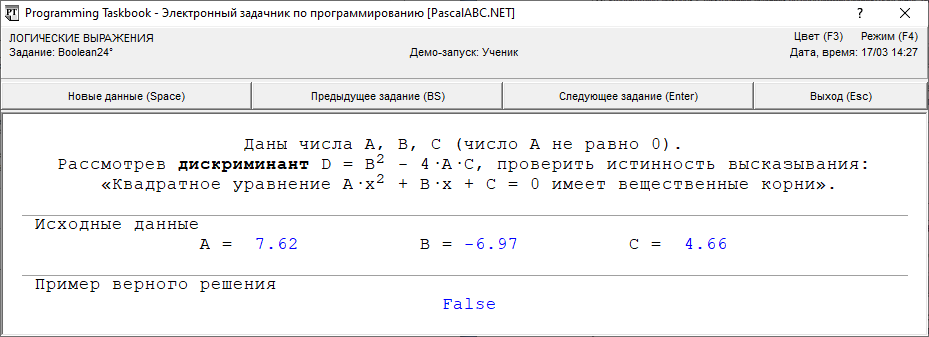 Programming Taskbook - Электронный задачник по программированию [PascalABC.NET] ?
ЛОГИЧЕСКИЕ ВЫРАЖЕНИЯ Цвет (F3) Режим (F4)
Задание: Boolean24° Демо-запуск: Ученик Дата, время: 17/03 14:27
Новые данные (Space) Предыдущее задание (BS) Следующее задание (Enter) Выход (Esc)
Даны числа A, B, C (число A не равно 0).
Рассмотрев дискриминант D = B² - 4·A·C, проверить истинность высказывания:
«Квадратное уравнение A·x² + B·x + C = 0 имеет вещественные корни».
Исходные данные
A = 7.62 B = -6.97 C = 4.66
Пример верного решения
False